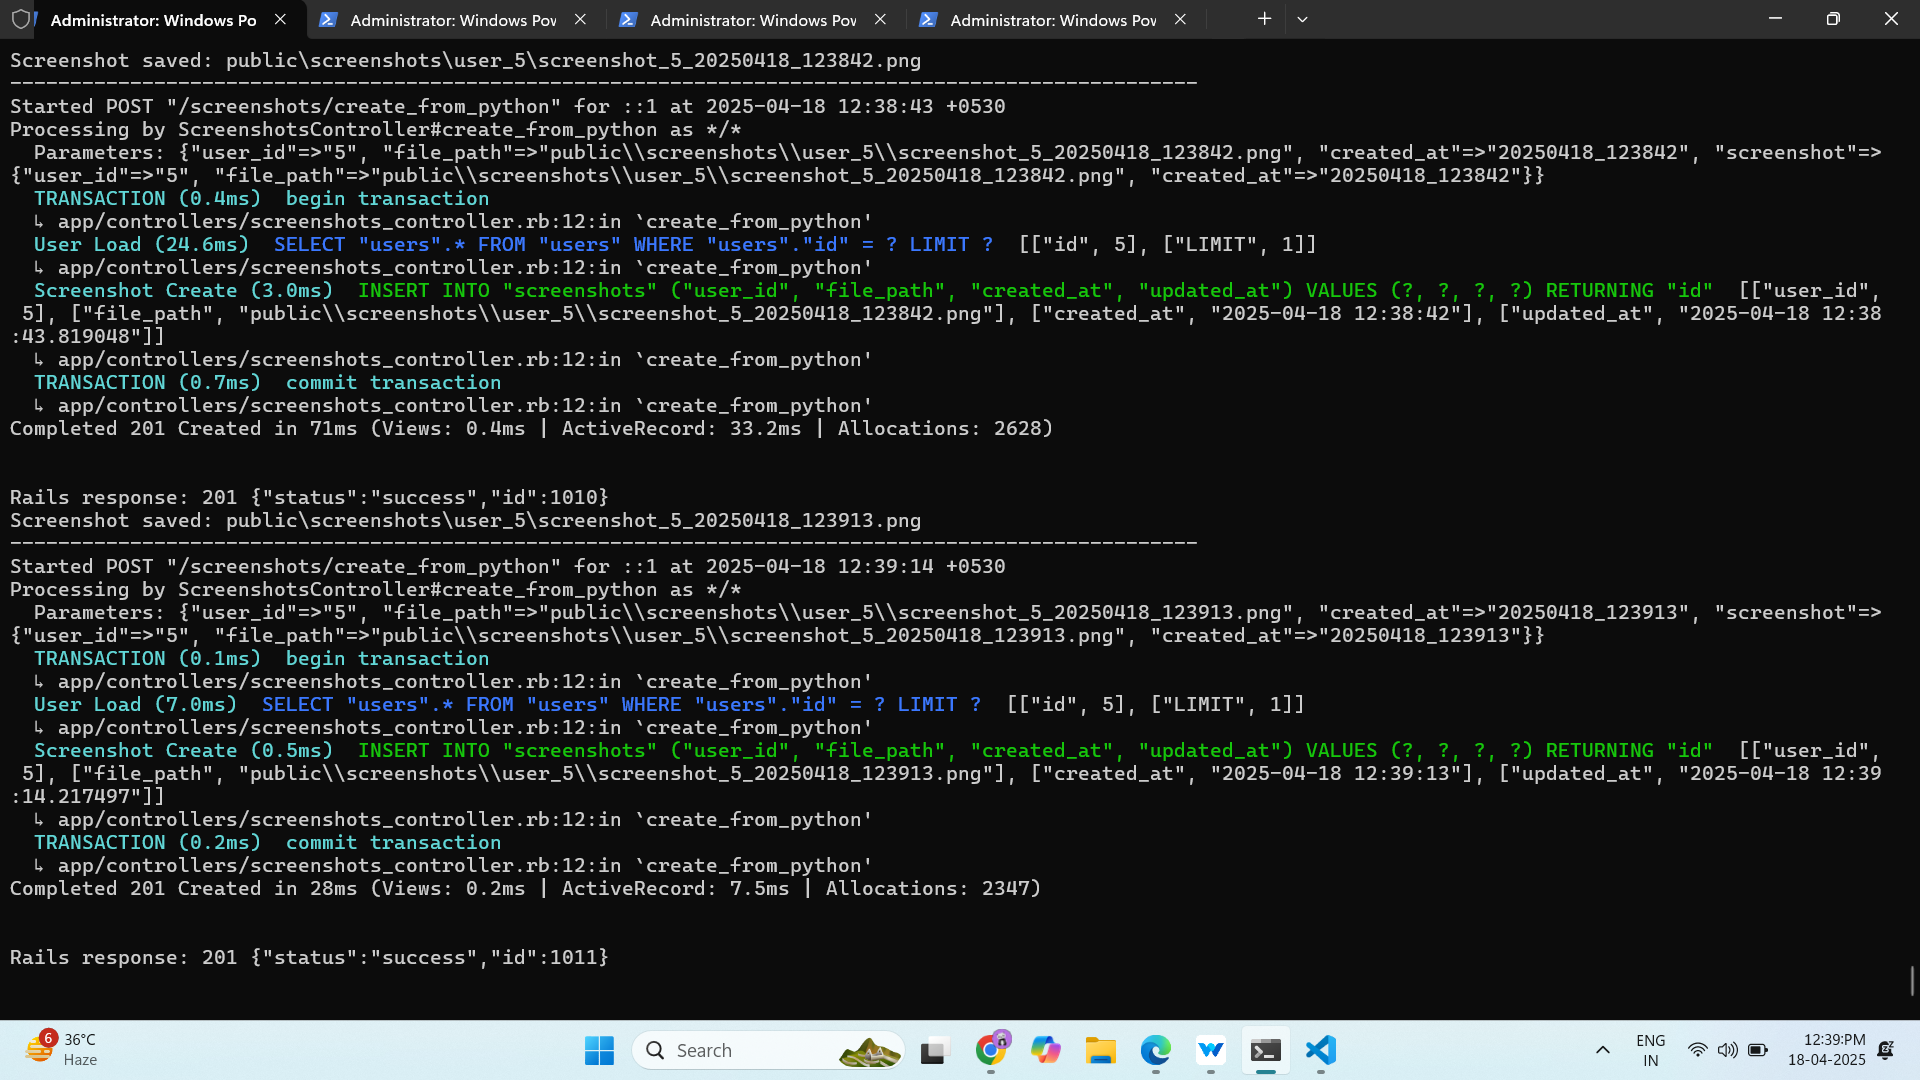 Administrator: Windows Po
Administrator: Windows Pov
Administrator: Windows Pov
Administrator: Windows Pov
Screenshot saved: public\screenshots\user_5\screenshot_5_20250418_123842.png
---------------------------------------------------------------------------------------------------
Started POST "/screenshots/create_from_python" for ::1 at 2025-04-18 12:38:43 +0530
Processing by ScreenshotsController#create_from_python as */*
  Parameters: {"user_id"=>"5", "file_path"=>"public\\screenshots\\user_5\\screenshot_5_20250418_123842.png", "created_at"=>"20250418_123842", "screenshot"=>
{"user_id"=>"5", "file_path"=>"public\\screenshots\\user_5\\screenshot_5_20250418_123842.png", "created_at"=>"20250418_123842"}}
  TRANSACTION (0.4ms)  begin transaction
  ↳ app/controllers/screenshots_controller.rb:12:in `create_from_python'
  User Load (24.6ms)  SELECT "users".* FROM "users" WHERE "users"."id" = ? LIMIT ?  [["id", 5], ["LIMIT", 1]]
  ↳ app/controllers/screenshots_controller.rb:12:in `create_from_python'
  Screenshot Create (3.0ms)  INSERT INTO "screenshots" ("user_id", "file_path", "created_at", "updated_at") VALUES (?, ?, ?, ?) RETURNING "id"  [["user_id",
 5], ["file_path", "public\\screenshots\\user_5\\screenshot_5_20250418_123842.png"], ["created_at", "2025-04-18 12:38:42"], ["updated_at", "2025-04-18 12:38
:43.819048"]]
  ↳ app/controllers/screenshots_controller.rb:12:in `create_from_python'
  TRANSACTION (0.7ms)  commit transaction
  ↳ app/controllers/screenshots_controller.rb:12:in `create_from_python'
Completed 201 Created in 71ms (Views: 0.4ms | ActiveRecord: 33.2ms | Allocations: 2628)
Rails response: 201 {"status":"success","id":1010}
Screenshot saved: public\screenshots\user_5\screenshot_5_20250418_123913.png
---------------------------------------------------------------------------------------------------
Started POST "/screenshots/create_from_python" for ::1 at 2025-04-18 12:39:14 +0530
Processing by ScreenshotsController#create_from_python as */*
  Parameters: {"user_id"=>"5", "file_path"=>"public\\screenshots\\user_5\\screenshot_5_20250418_123913.png", "created_at"=>"20250418_123913", "screenshot"=>
{"user_id"=>"5", "file_path"=>"public\\screenshots\\user_5\\screenshot_5_20250418_123913.png", "created_at"=>"20250418_123913"}}
  TRANSACTION (0.1ms)  begin transaction
  ↳ app/controllers/screenshots_controller.rb:12:in `create_from_python'
  User Load (7.0ms)  SELECT "users".* FROM "users" WHERE "users"."id" = ? LIMIT ?  [["id", 5], ["LIMIT", 1]]
  ↳ app/controllers/screenshots_controller.rb:12:in `create_from_python'
  Screenshot Create (0.5ms)  INSERT INTO "screenshots" ("user_id", "file_path", "created_at", "updated_at") VALUES (?, ?, ?, ?) RETURNING "id"  [["user_id",
 5], ["file_path", "public\\screenshots\\user_5\\screenshot_5_20250418_123913.png"], ["created_at", "2025-04-18 12:39:13"], ["updated_at", "2025-04-18 12:39
:14.217497"]]
  ↳ app/controllers/screenshots_controller.rb:12:in `create_from_python'
  TRANSACTION (0.2ms)  commit transaction
  ↳ app/controllers/screenshots_controller.rb:12:in `create_from_python'
Completed 201 Created in 28ms (Views: 0.2ms | ActiveRecord: 7.5ms | Allocations: 2347)
Rails response: 201 {"status":"success","id":1011}
6
36°C
Haze
Search
ENG
IN
12:39:PM
18-04-2025